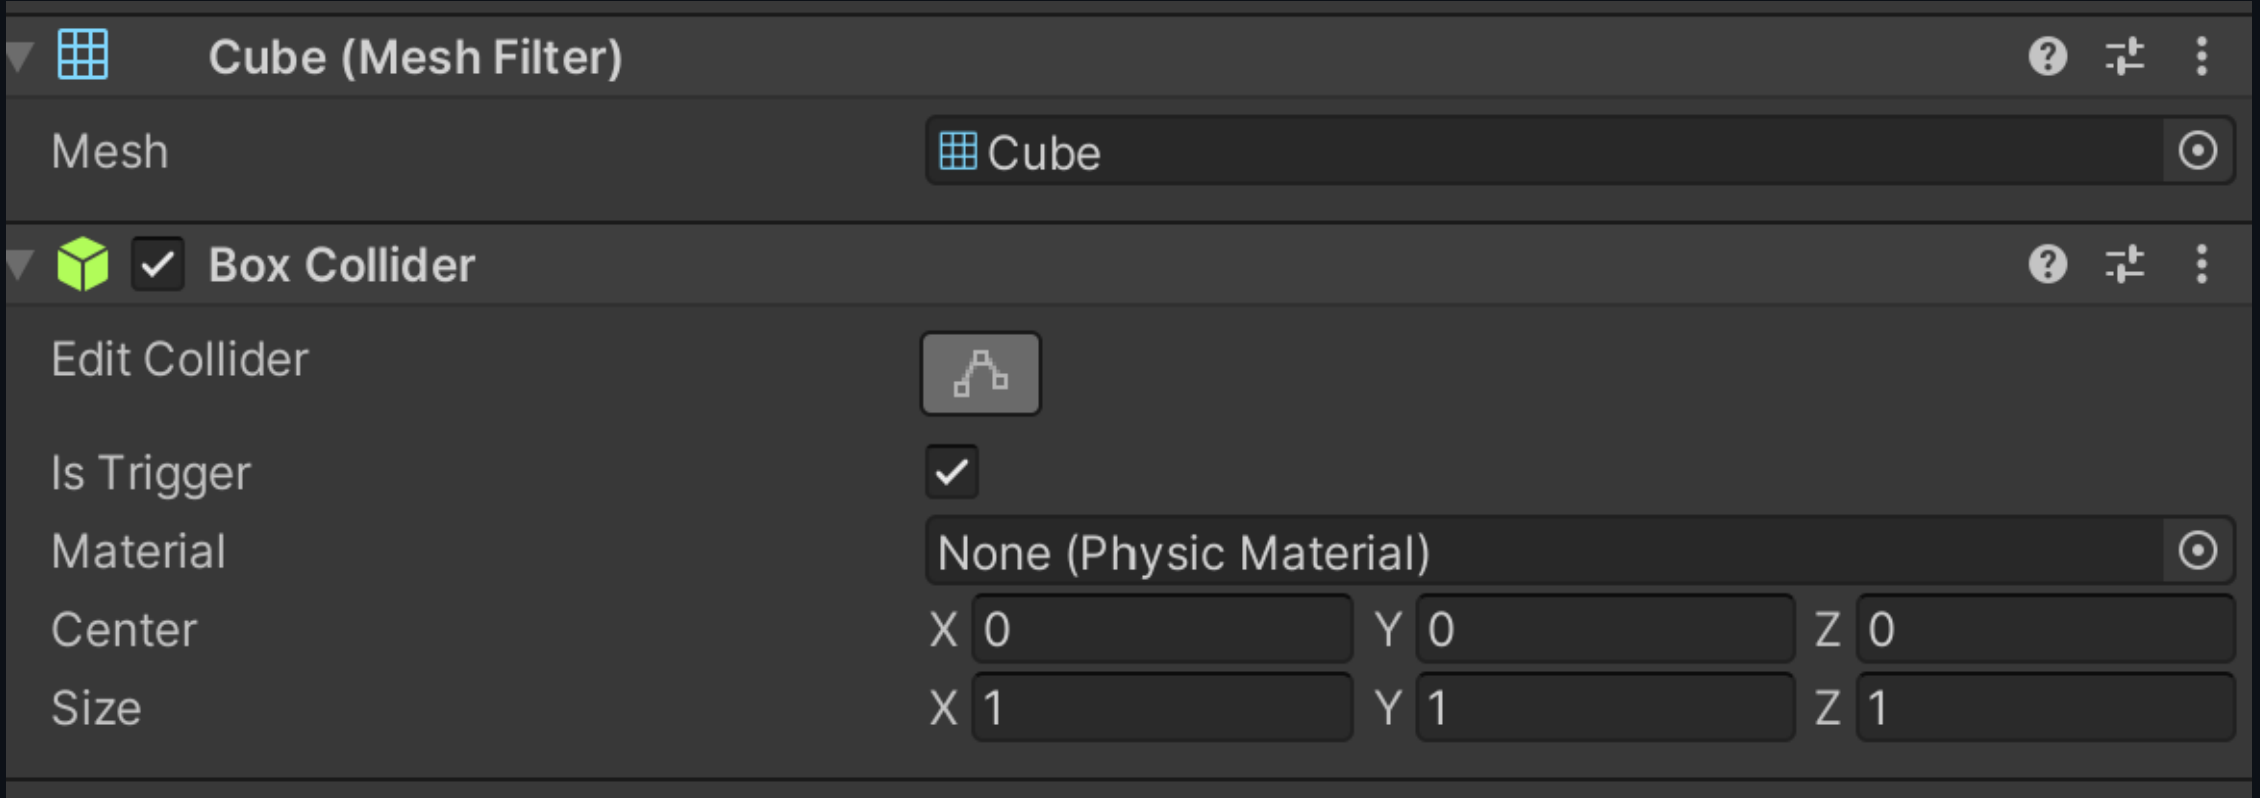 Cube (Mesh Filter)
Mesh Cube
Box Collider
Edit Collider
Is Trigger
Material None (Physic Material)
Center X 0 Y 0 Z 0
Size X 1 Y 1 Z 1